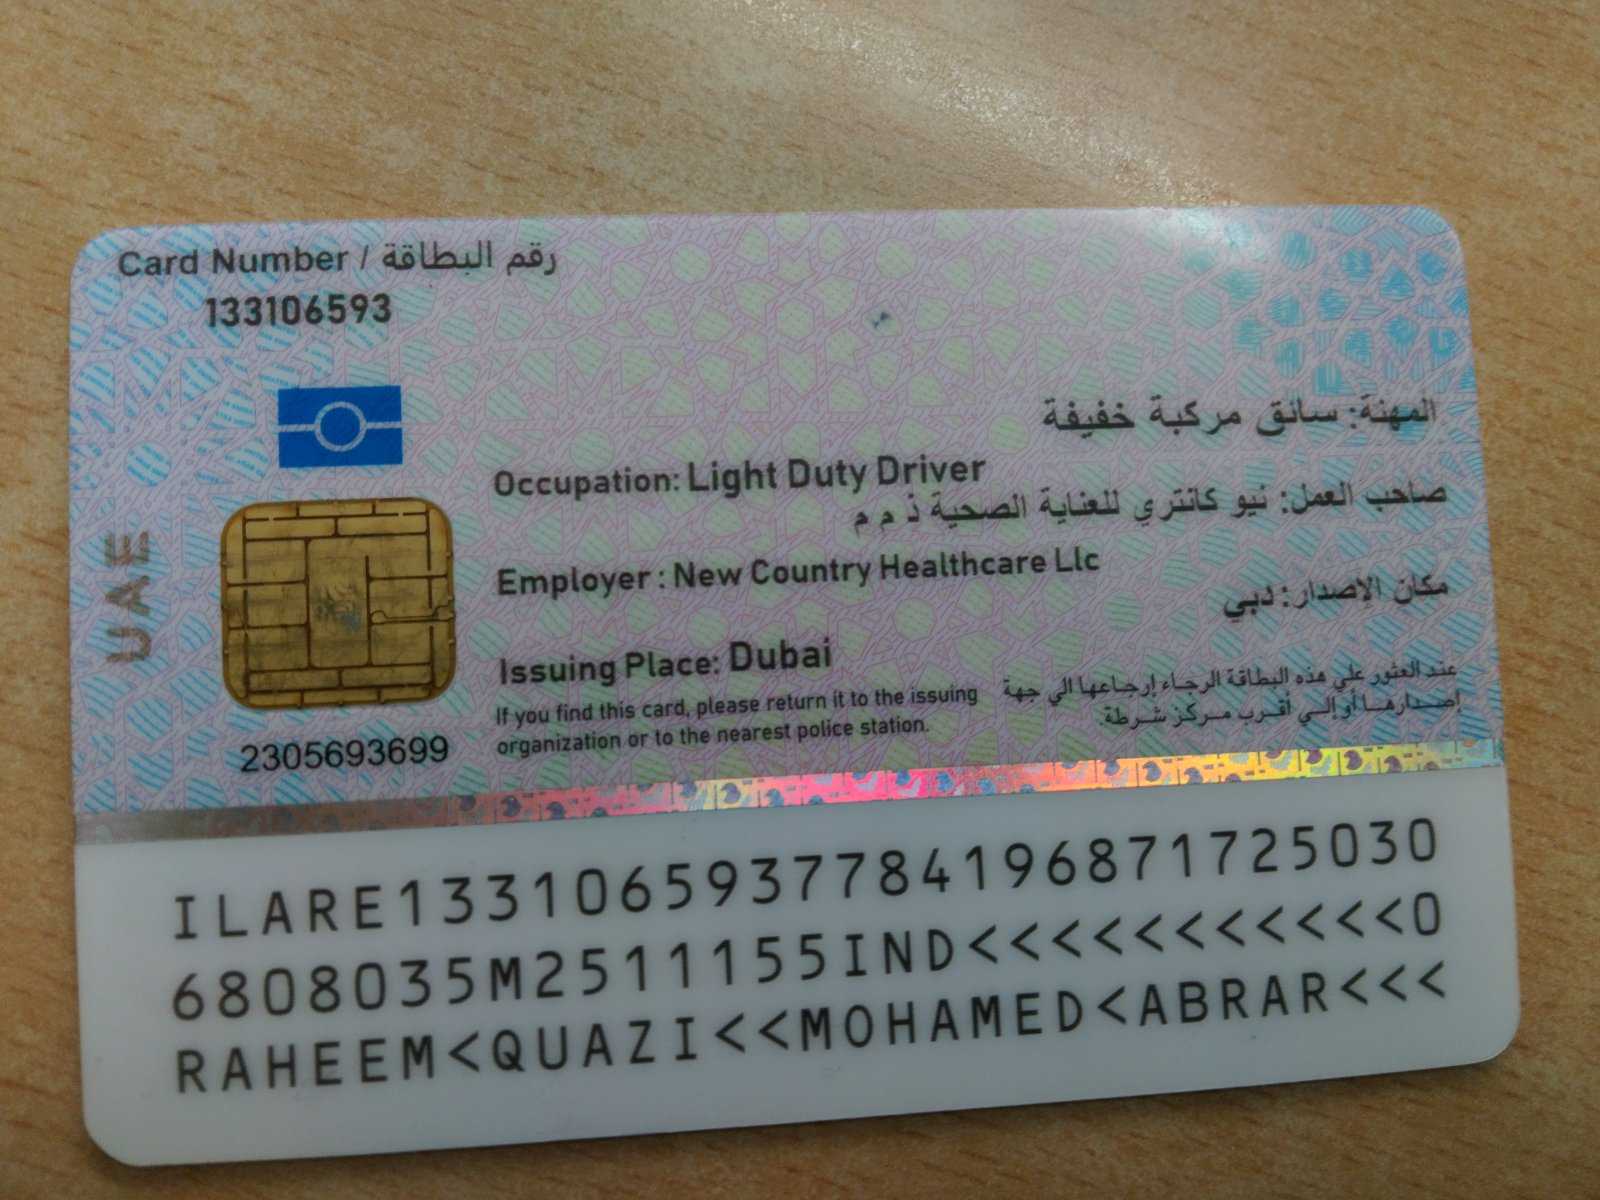 Card Number / رقم البطاقة
133106593
المهنة: سائق مركبة خفيفة
Occupation: Light Duty Driver
صاحب العمل: نيو كانتري للعناية الصحية ذ م م
Employer : New Country Healthcare Llc
مكان الإصدار: دبي
Issuing Place: Dubai
عند العثور علي هذه البطاقة الرجاء إرجاعها الي جهة
إصدارها أو إلي أقرب مركز شرطة.
If you find this card, please return it to the issuing
organization or to the nearest police station.
UAE
2305693699
ILARE1331065937784196871725030
6808035M2511155IND<<<<<<<<<<<0
RAHEEM<QUAZI<<MOHAMED<ABRAR<<<